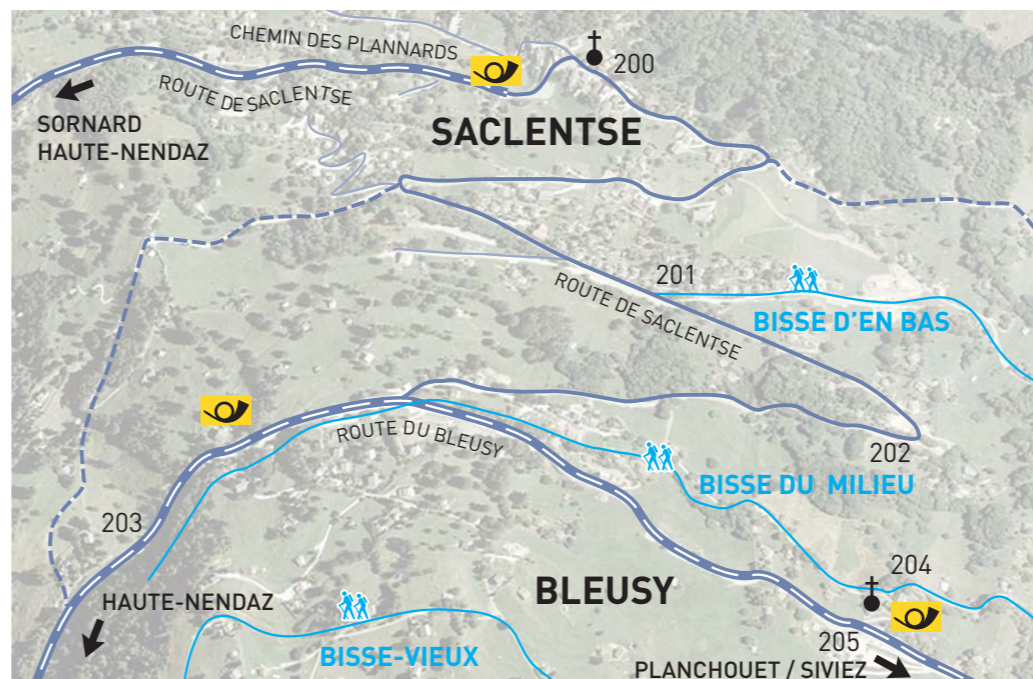 CHEMIN DES PLANNARDS
200
ROUTE DE SACLENTSE
SORNARD
HAUTE-NENDAZ
SACLENTSE
201
ROUTE DE SACLENTSE
BISSE D'EN BAS
ROUTE DU BLEUSY
202
BISSE DU MILIEU
203
204
HAUTE-NENDAZ
BLEUSY
BISSE-VIEUX
205
PLANCHOUET / SIVIEZ